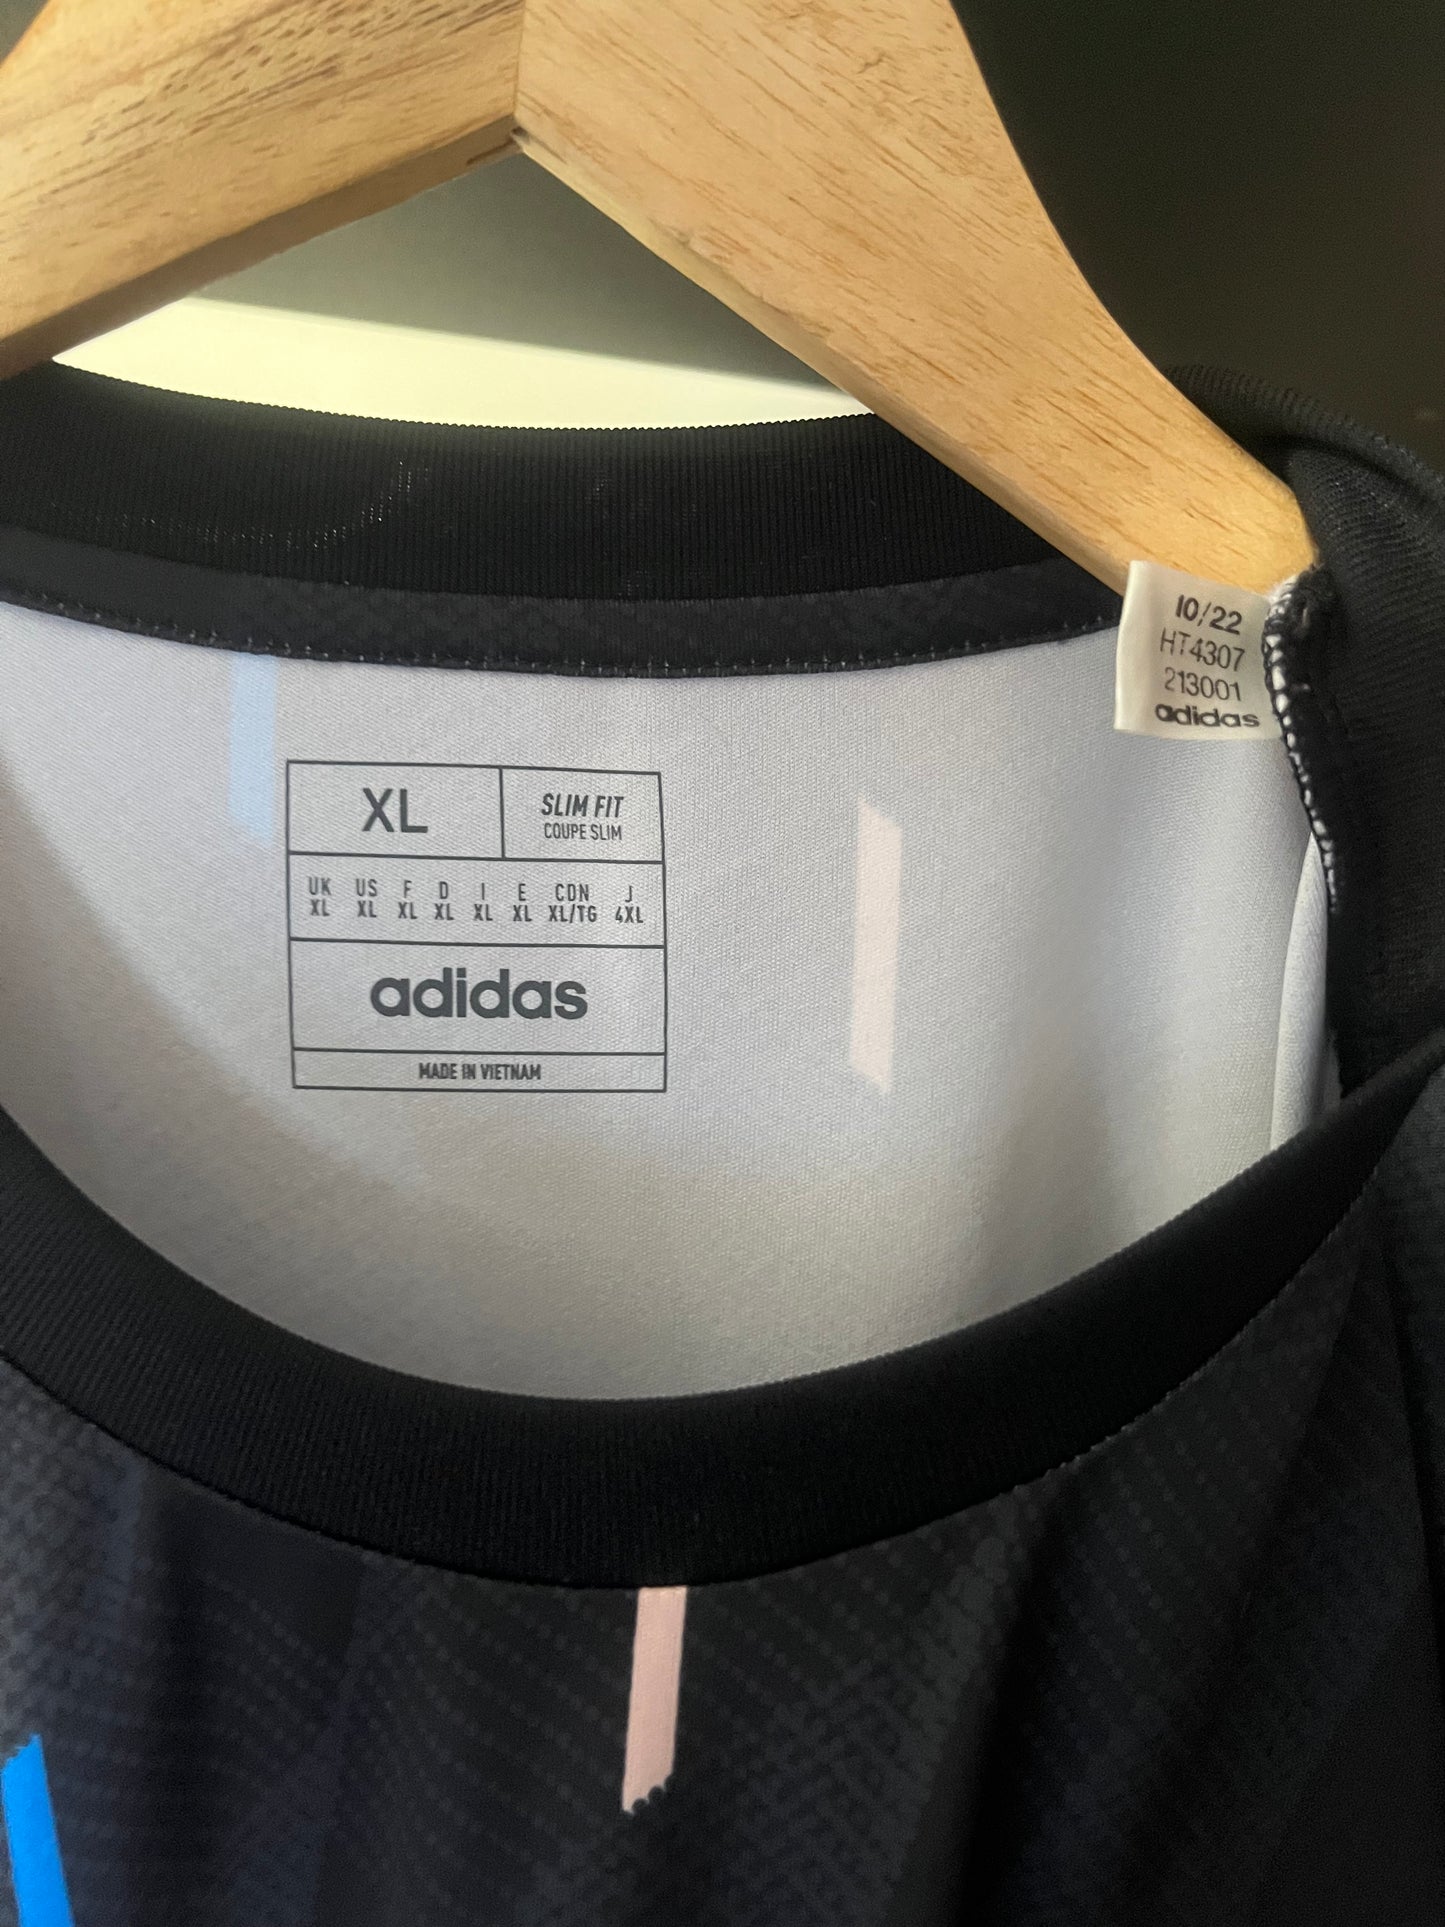 10/22
HT4307
213001
adidas
XL
SLIM FIT
COUPE SLIM
UK US F D I E CDN J
XL XL XL XL XL XL XL/TG 4XL
adidas
MADE IN VIETNAM